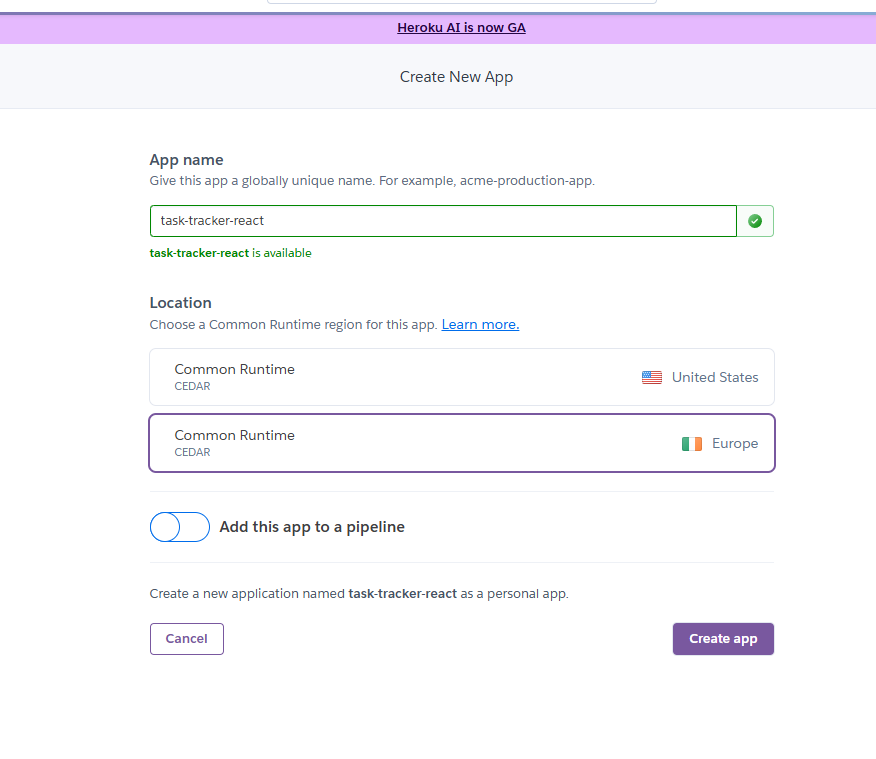 Heroku AI is now GA
Create New App
App name
Give this app a globally unique name. For example, acme-production-app.
task-tracker-react
task-tracker-react is available
Location
Choose a Common Runtime region for this app. Learn more.
Common Runtime
CEDAR
United States
Common Runtime
CEDAR
Europe
Add this app to a pipeline
Create a new application named task-tracker-react as a personal app.
Cancel
Create app